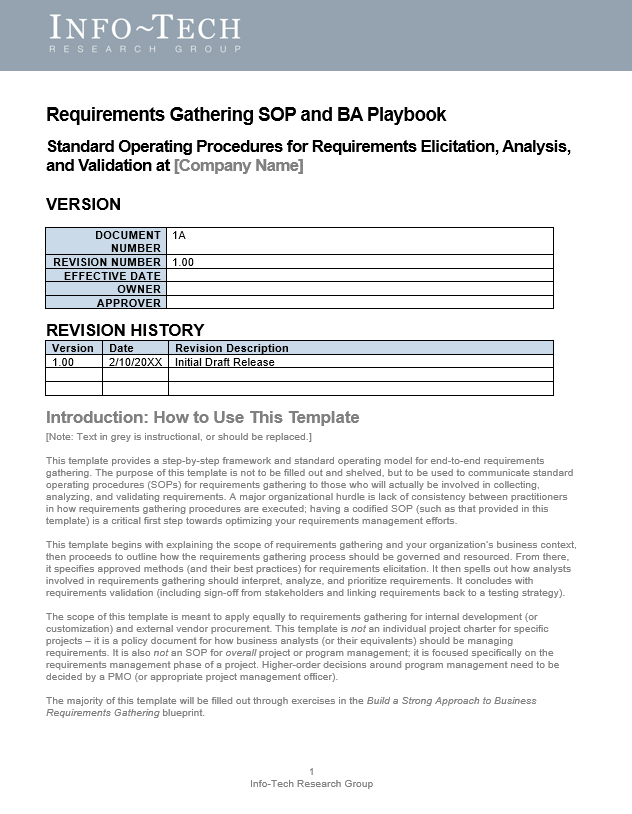 INFO~TECH
RESEARCH GROUP
Requirements Gathering SOP and BA Playbook
Standard Operating Procedures for Requirements Elicitation, Analysis,
and Validation at [Company Name]
VERSION
DOCUMENT NUMBER 1A
REVISION NUMBER 1.00
EFFECTIVE DATE
OWNER
APPROVER
REVISION HISTORY
Version Date Revision Description
1.00 2/10/20XX Initial Draft Release
Introduction: How to Use This Template
[Note: Text in grey is instructional, or should be replaced.]
This template provides a step-by-step framework and standard operating model for end-to-end requirements
gathering. The purpose of this template is not to be filled out and shelved, but to be used to communicate standard
operating procedures (SOPs) for requirements gathering to those who will actually be involved in collecting,
analyzing, and validating requirements. A major organizational hurdle is lack of consistency between practitioners
in how requirements gathering procedures are executed; having a codified SOP (such as that provided in this
template) is a critical first step towards optimizing your requirements management efforts.
This template begins with explaining the scope of requirements gathering and your organization's business context,
then proceeds to outline how the requirements gathering process should be governed and resourced. From there,
it specifies approved methods (and their best practices) for requirements elicitation. It then spells out how analysts
involved in requirements gathering should interpret, analyze, and prioritize requirements. It concludes with
requirements validation (including sign-off from stakeholders and linking requirements back to a testing strategy).
The scope of this template is meant to apply equally to requirements gathering for internal development (or
customization) and external vendor procurement. This template is not an individual project charter for specific
projects – it is a policy document for how business analysts (or their equivalents) should be managing
requirements. It is also not an SOP for overall project or program management; it is focused specifically on the
requirements management phase of a project. Higher-order decisions around program management need to be
decided by a PMO (or appropriate project management officer).
The majority of this template will be filled out through exercises in the Build a Strong Approach to Business
Requirements Gathering blueprint.
1
Info-Tech Research Group